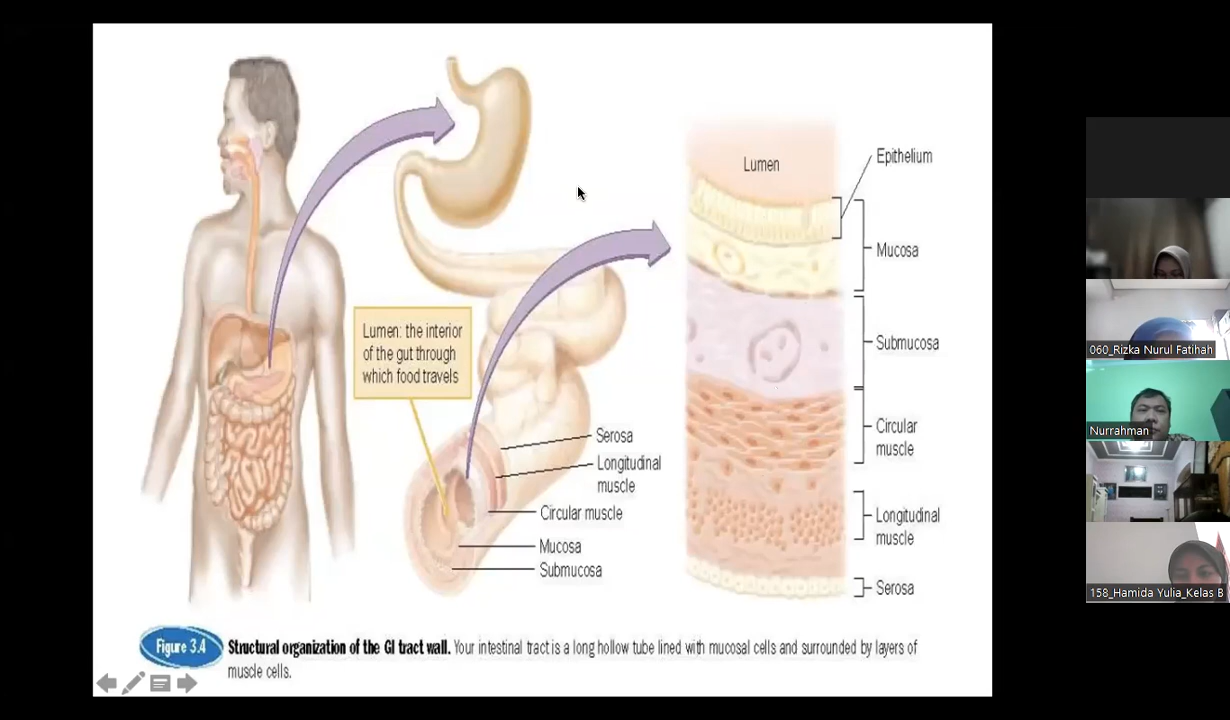 Lumen
Epithelium
Mucosa
Submucosa
Circular
muscle
Longitudinal
muscle
Serosa
Lumen: the interior
of the gut through
which food travels
Serosa
Longitudinal
muscle
Circular muscle
Mucosa
Submucosa
Figure 3.4
Structural organization of the GI tract wall. Your intestinal tract is a long hollow tube lined with mucosal cells and surrounded by layers of
muscle cells.
060_Rizka Nurul Fatihah
Nurrahman
158_Hamida Yulia_Kelas B